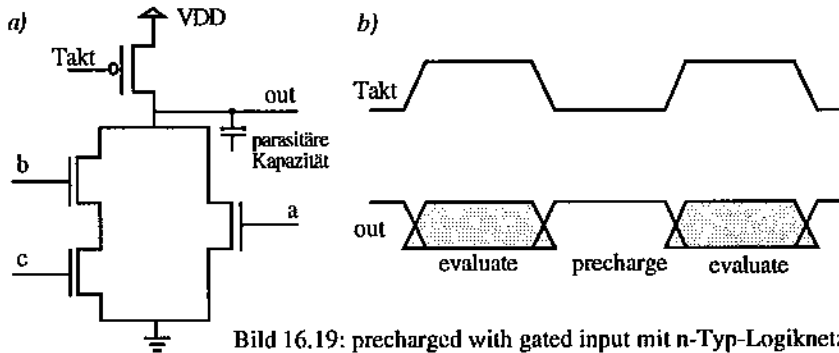 a)
VDD
Takt
out
parasitäre
Kapazität
b
a
c
b)
Takt
out
evaluate
precharge
evaluate
Bild 16.19: precharged with gated input mit n-Typ-Logiknetz